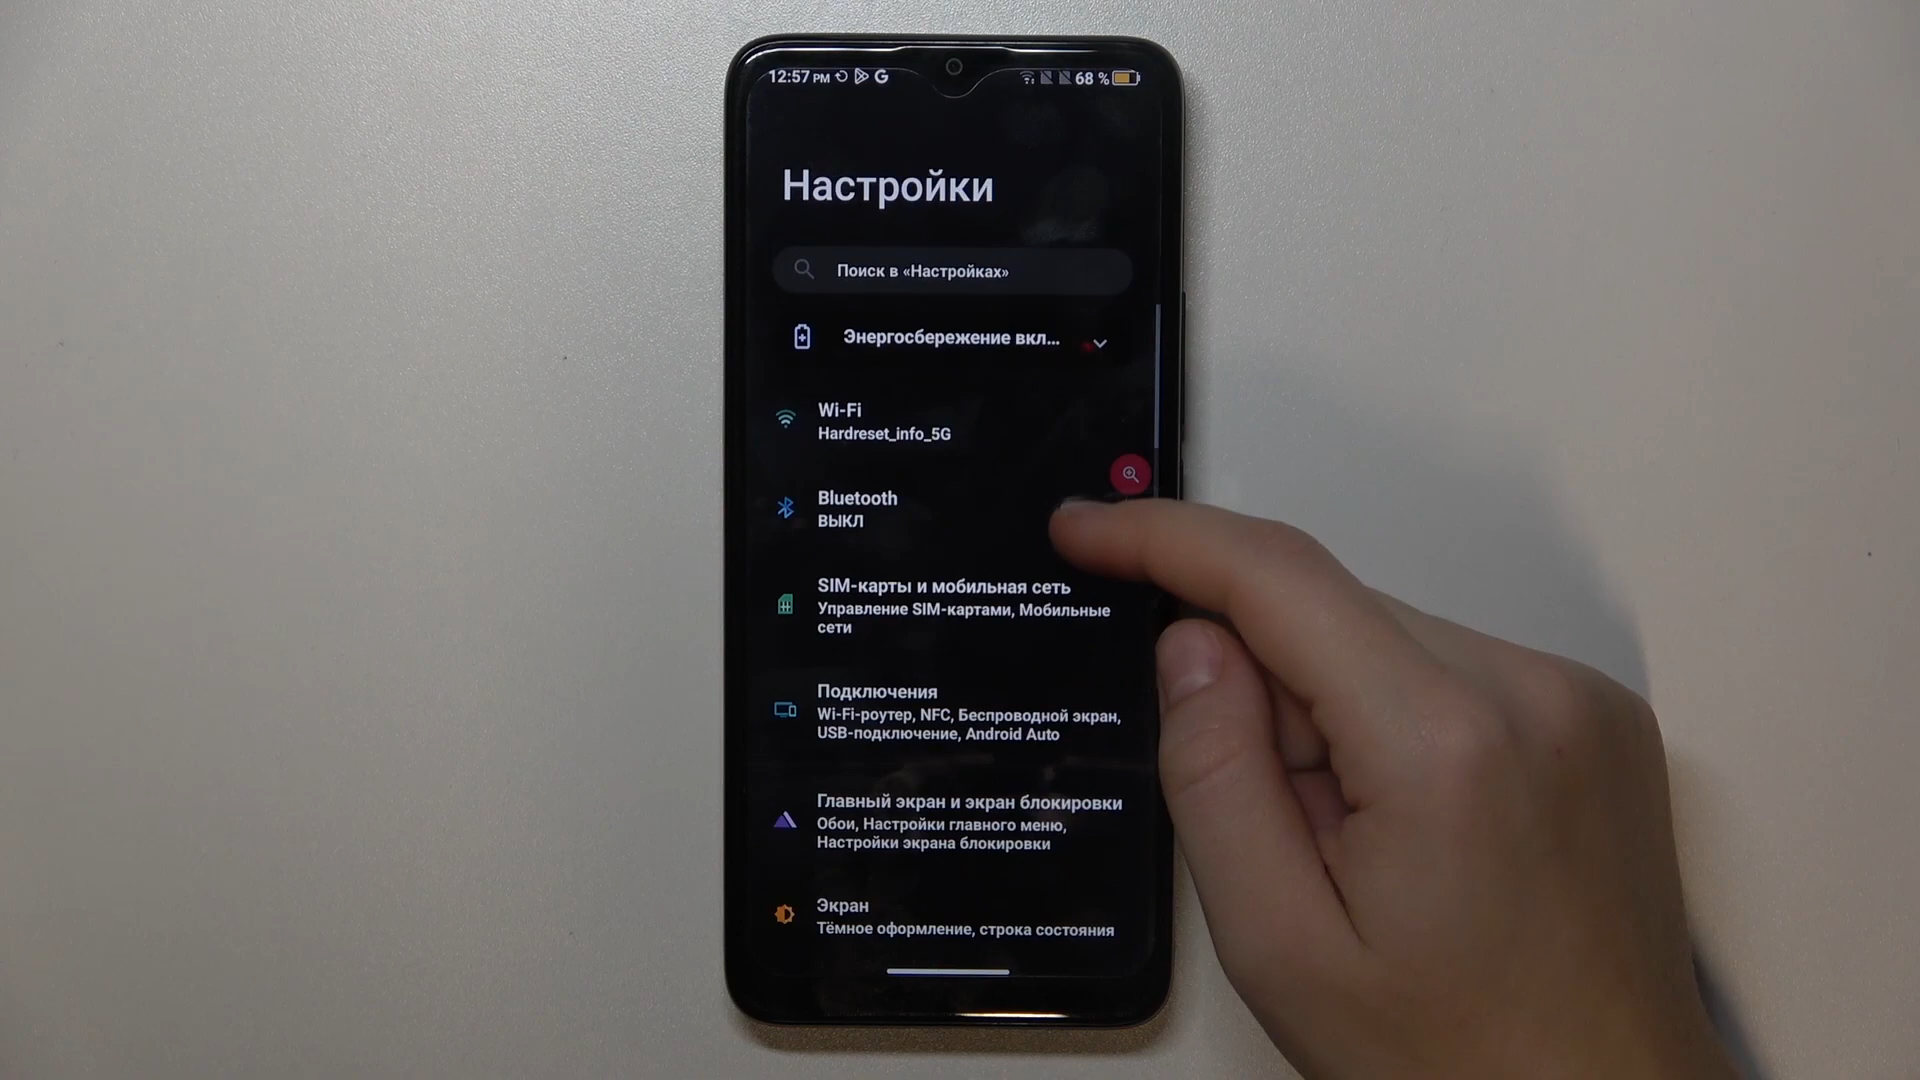 12:57 PM G 68 %
Настройки
Поиск в «Настройках»
Энергосбережение вкл...
Wi-Fi
Hardreset_info_5G
Bluetooth
ВЫКЛ
SIM-карты и мобильная сеть
Управление SIM-картами, Мобильные
сети
Подключения
Wi-Fi-роутер, NFC, Беспроводной экран,
USB-подключение, Android Auto
Главный экран и экран блокировки
Обои, Настройки главного меню,
Настройки экрана блокировки
Экран
Тёмное оформление, строка состояния